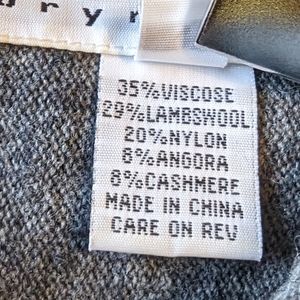 35%VISCOSE
29%LAMBSWOOL
20%NYLON
8%ANGORA
8%CASHMERE
MADE IN CHINA
CARE ON REV